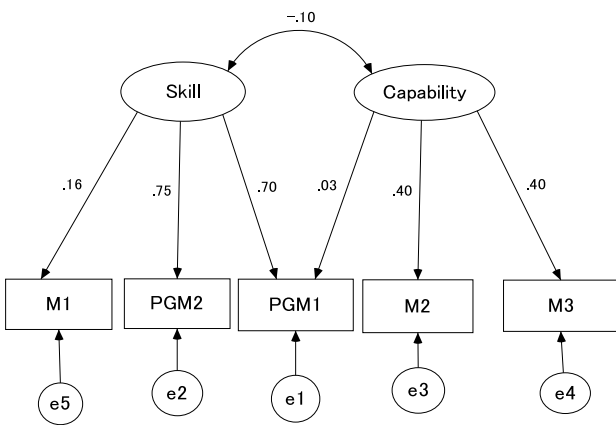 -.10
Skill
Capability
.16
.75
.70
.03
.40
.40
M1
PGM2
PGM1
M2
M3
e5
e2
e1
e3
e4